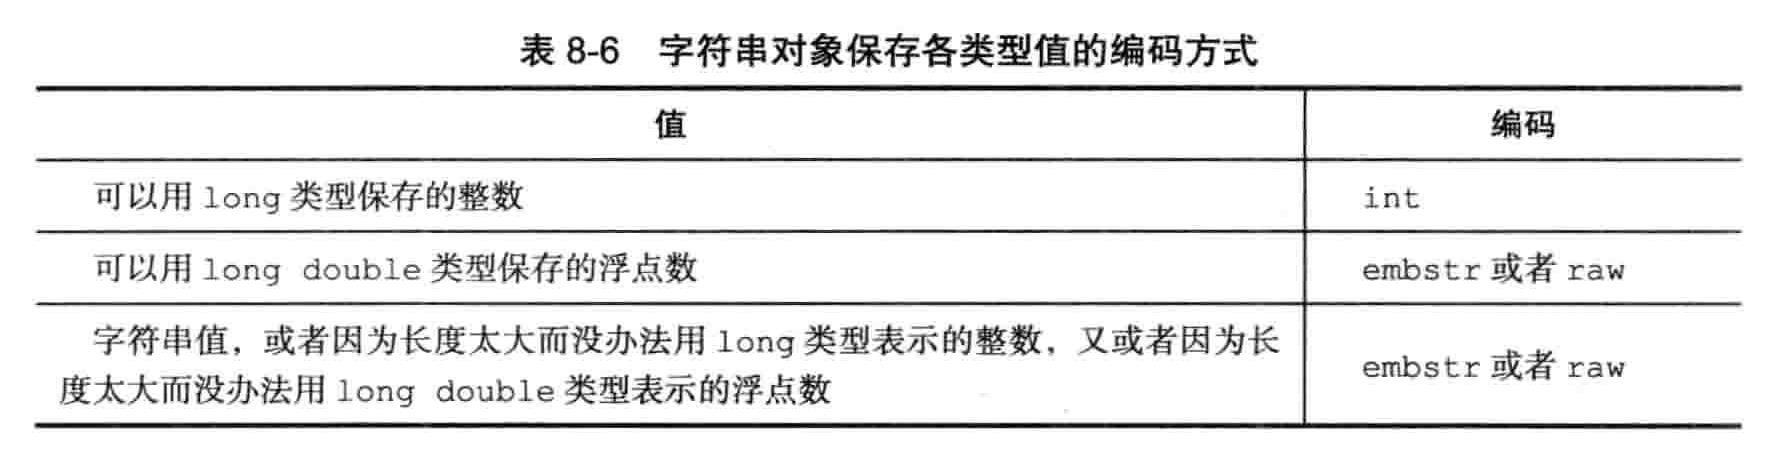 表 8-6 字符串对象保存各类型值的编码方式
值 编码
可以用 long 类型保存的整数 int
可以用 long double 类型保存的浮点数 embstr 或者 raw
字符串值，或者因为长度太大而没办法用 long 类型表示的整数，又或者因为长
度太大而没办法用 long double 类型表示的浮点数
embstr 或者 raw